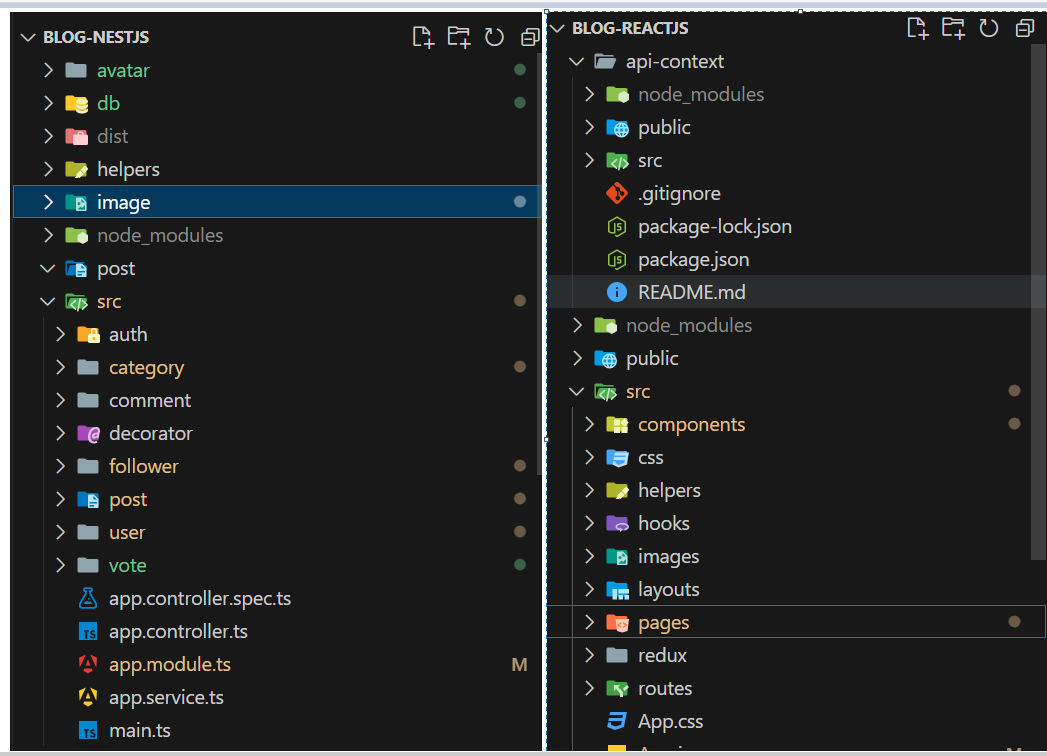 BLOG-NESTJS
avatar
db
dist
helpers
image
node_modules
post
src
auth
category
comment
decorator
follower
post
user
vote
app.controller.spec.ts
app.controller.ts
app.module.ts M
app.service.ts
main.ts
BLOG-REACTJS
api-context
node_modules
public
src
.gitignore
package-lock.json
package.json
README.md
node_modules
public
src
components
css
helpers
hooks
images
layouts
pages
redux
routes
App.css